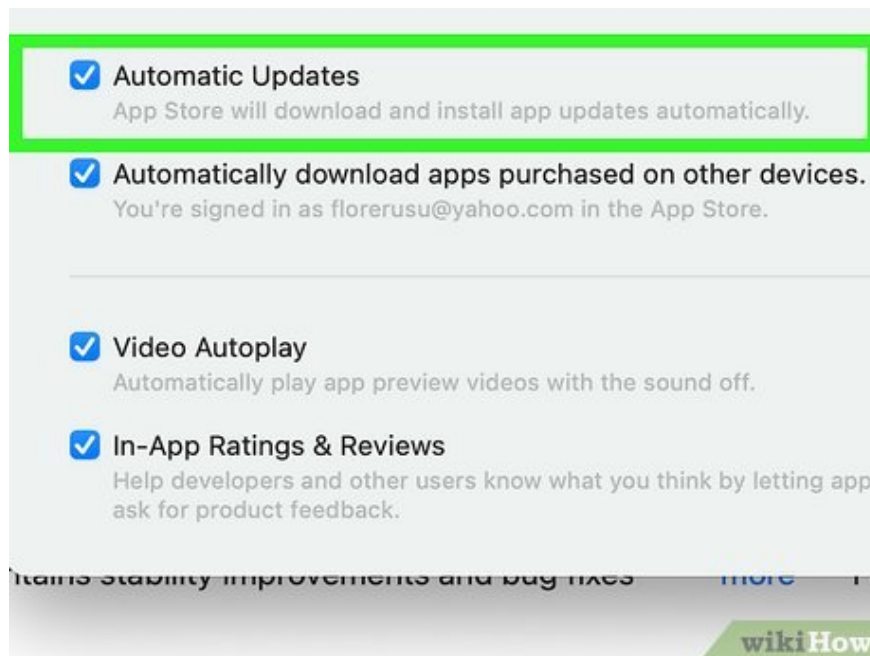 Automatic Updates
App Store will download and install app updates automatically.
Automatically download apps purchased on other devices.
You're signed in as florerusu@yahoo.com in the App Store.
Video Autoplay
Automatically play app preview videos with the sound off.
In-App Ratings & Reviews
Help developers and other users know what you think by letting app
ask for product feedback.
stability improvements and bug fixes more
wikiHow